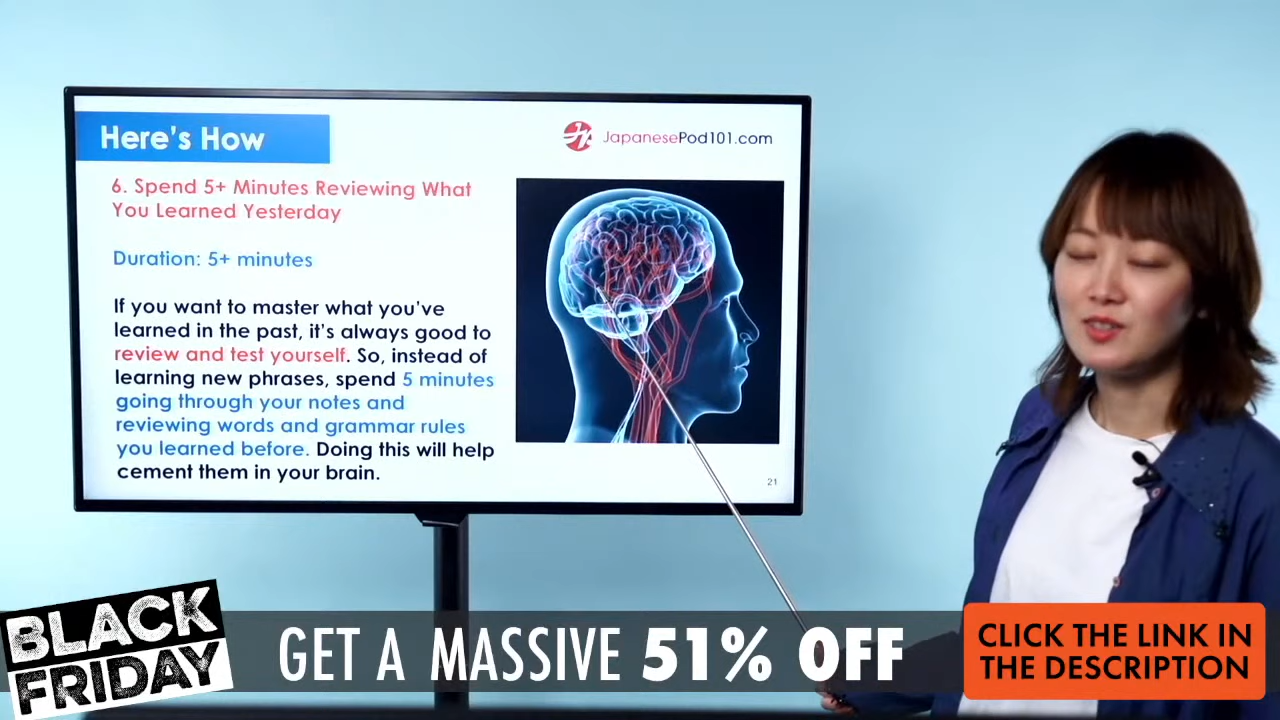 Here's How
JapanesePod101.com
6. Spend 5+ Minutes Reviewing What
You Learned Yesterday
Duration: 5+ minutes
If you want to master what you've
learned in the past, it's always good to
review and test yourself. So, instead of
learning new phrases, spend 5 minutes
going through your notes and
reviewing words and grammar rules
you learned before. Doing this will help
cement them in your brain.
21
BLACK
FRIDAY
GET A MASSIVE 51% OFF
CLICK THE LINK IN
THE DESCRIPTION